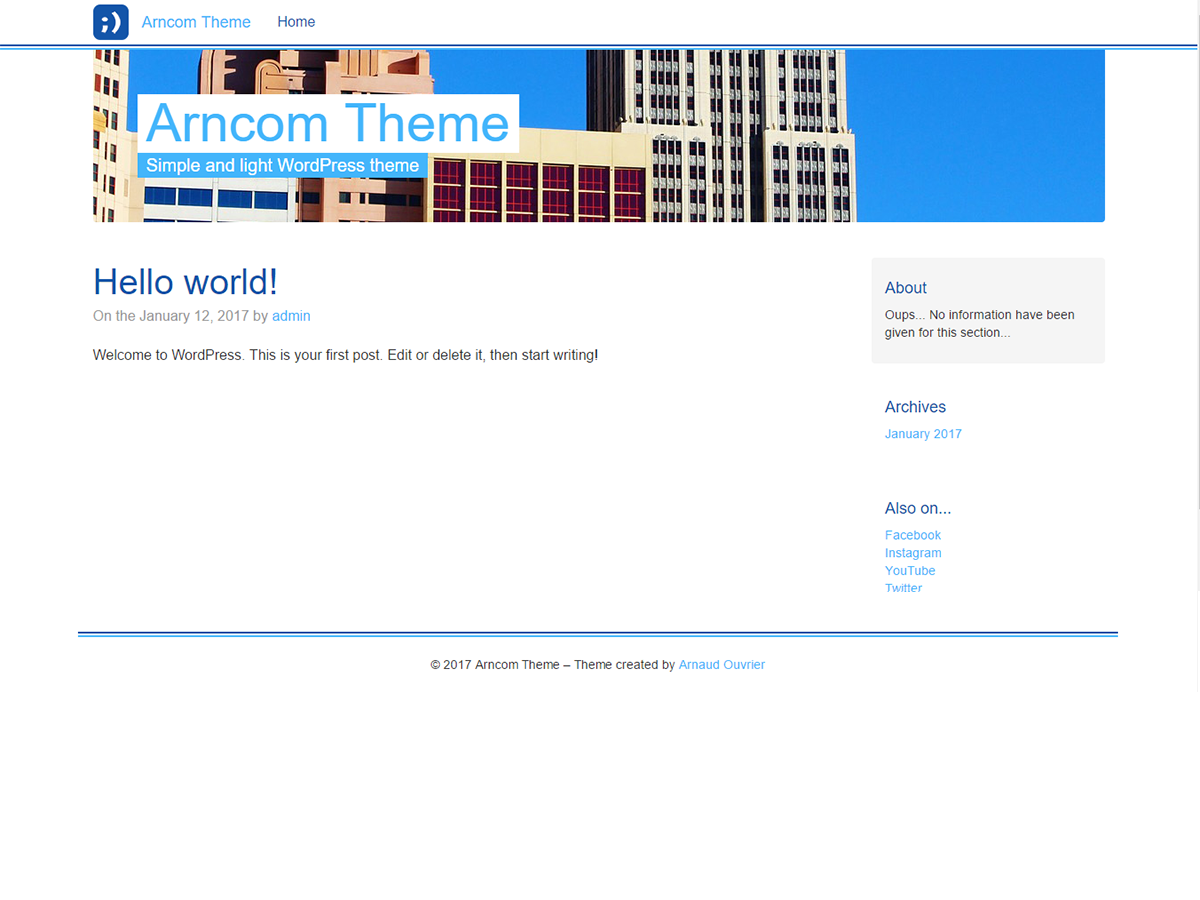 ;)
Arncom Theme
Home
Arncom Theme
Simple and light WordPress theme
Hello world!
On the January 12, 2017 by admin
Welcome to WordPress. This is your first post. Edit or delete it, then start writing!
About
Oups... No information have been
given for this section...
Archives
January 2017
Also on...
Facebook
Instagram
YouTube
Twitter
© 2017 Arncom Theme – Theme created by Arnaud Ouvrier